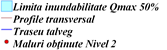 Limita inundabilitate Qmax 50%
Profile transversal
Traseu talveg
Maluri obținute Nivel 2